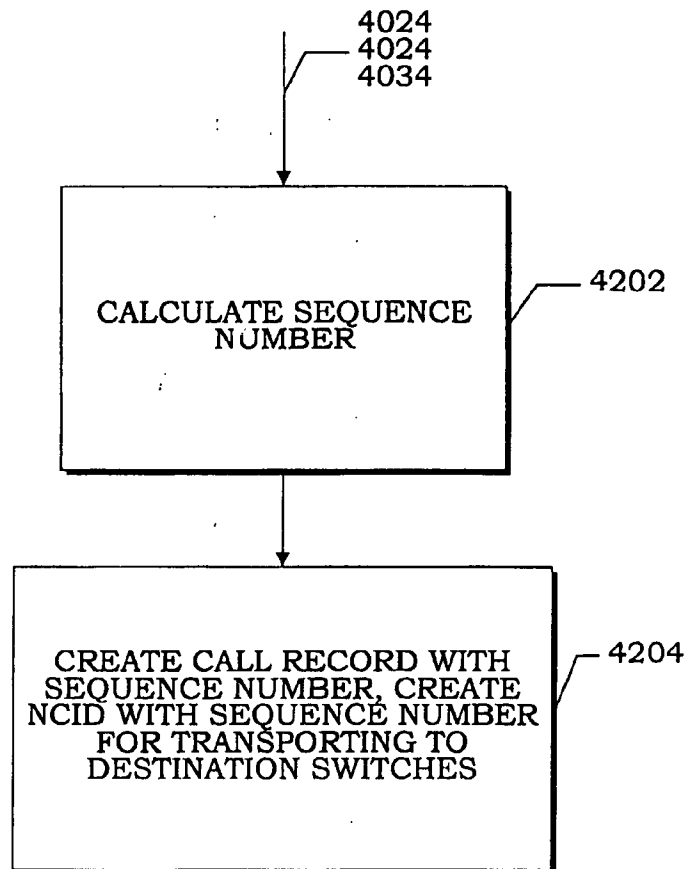 4024
4024
4034
CALCULATE SEQUENCE
NUMBER
4202
CREATE CALL RECORD WITH
SEQUENCE NUMBER, CREATE
NCID WITH SEQUENCE NUMBER
FOR TRANSPORTING TO
DESTINATION SWITCHES
4204